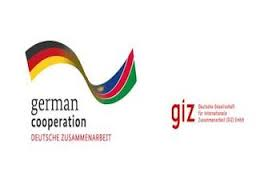 german
cooperation
DEUTSCHE ZUSAMMENARBEIT
giz
Deutsche Gesellschaft
für Internationale
Zusammenarbeit (GIZ) GmbH